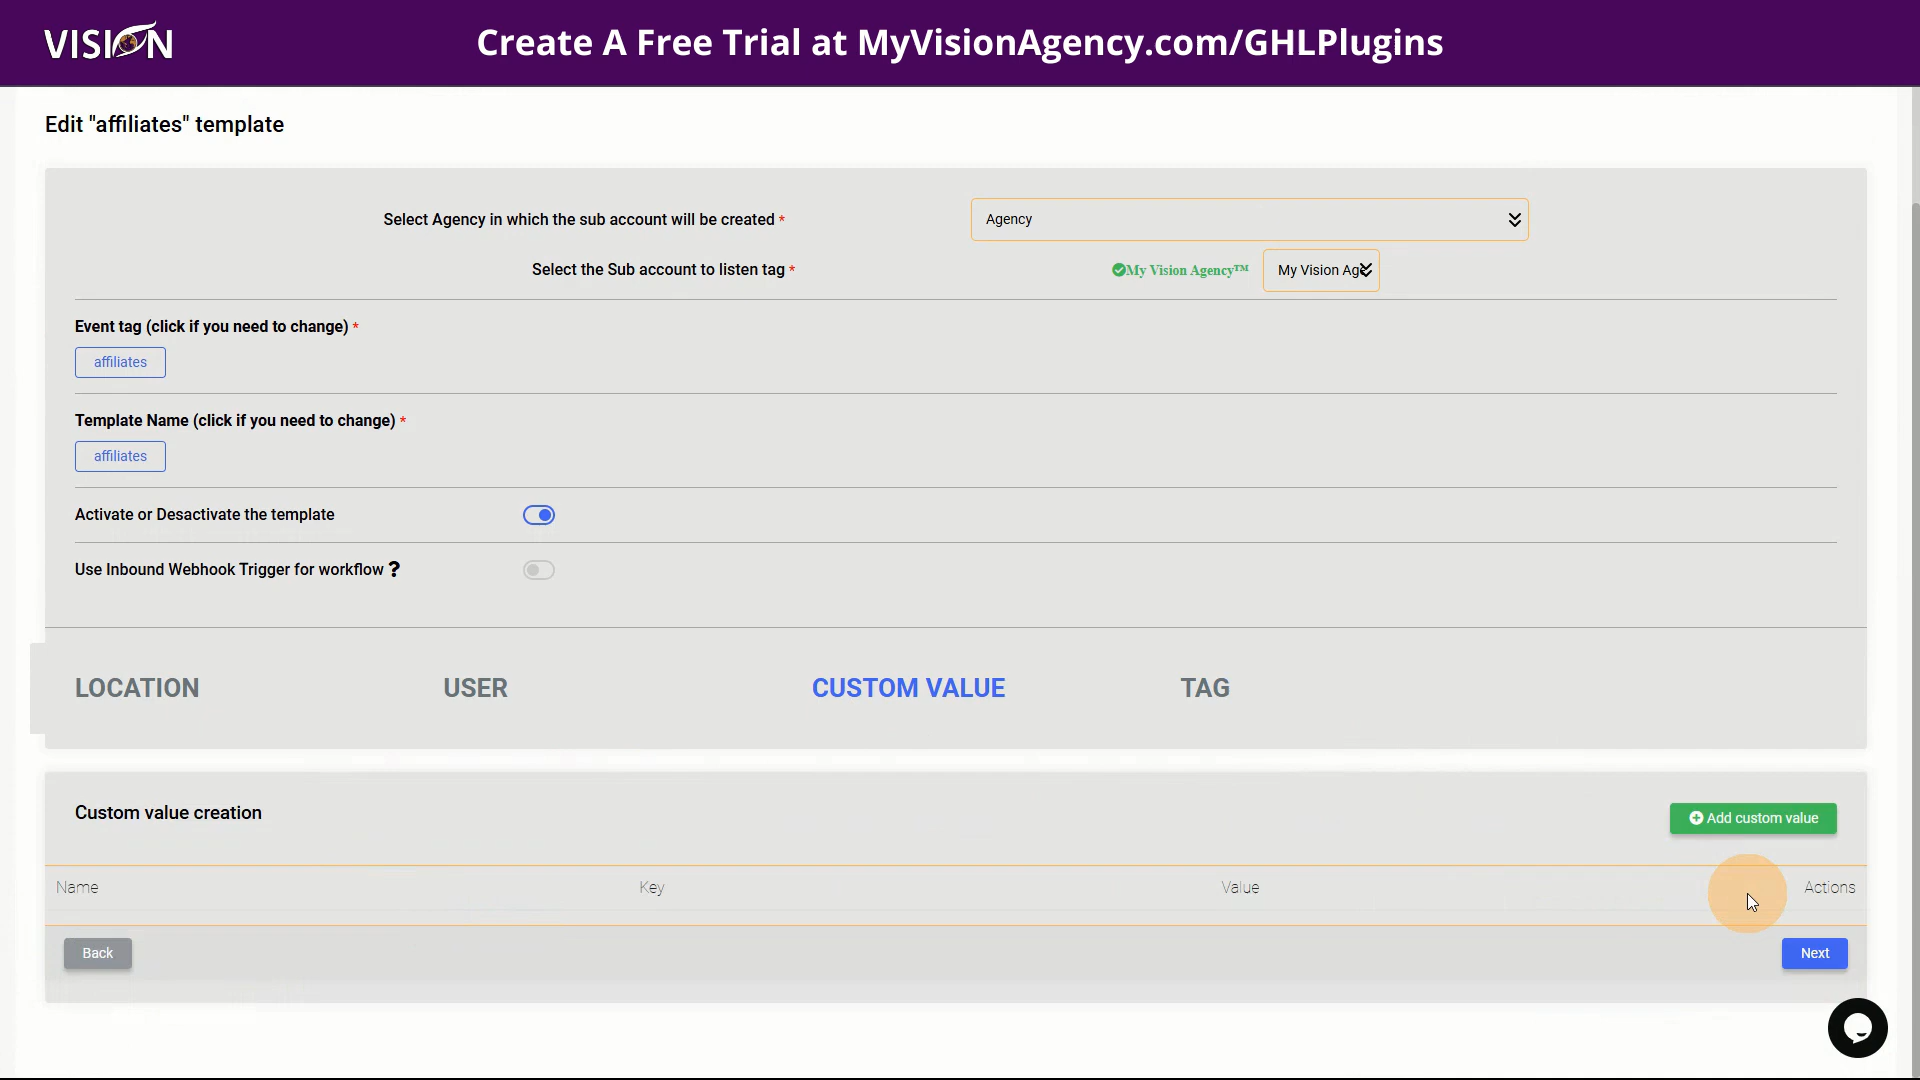 VISION
Create A Free Trial at MyVisionAgency.com/GHLPlugins
Edit "affiliates" template
Select Agency in which the sub account will be created *
Agency
Select the Sub account to listen tag *
My Vision Agency™
My Vision Age
Event tag (click if you need to change) *
affiliates
Template Name (click if you need to change) *
affiliates
Activate or Desactivate the template
Use Inbound Webhook Trigger for workflow ?
LOCATION USER CUSTOM VALUE TAG
Custom value creation
Add custom value
Name Key Value Actions
Back Next